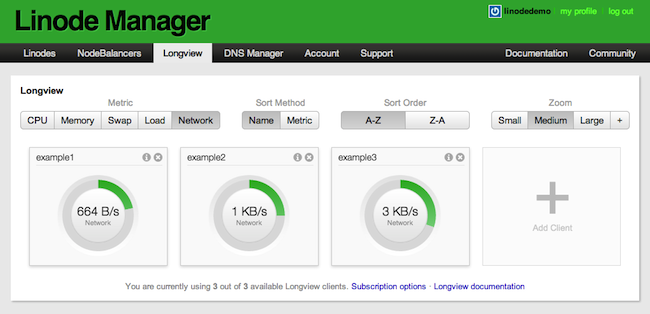 Linode Manager
linodedemo my profile log out
Linodes NodeBalancers Longview DNS Manager Account Support Documentation Community
Longview
Metric Sort Method Sort Order Zoom
CPU Memory Swap Load Network Name Metric A-Z Z-A Small Medium Large +
example1 example2 example3
664 B/s 1 KB/s 3 KB/s
Network Network Network
Add Client
You are currently using 3 out of 3 available Longview clients. Subscription options · Longview documentation